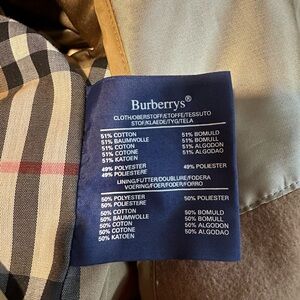 Burberrys®
CLOTH/OBERSTOFF/ETOFFE/TESSUTO
STOF/KLAEDE/TYG/TELA
51% COTTON 51% BOMULD
51% BAUMWOLLE 51% BOMULL
51% COTON 51% ALGODON
51% COTONE 51% ALGODAO
51% KATOEN
49% POLYESTER 49% POLIESTER
49% POLIESTERE
LINING/FUTTER/DOUBLURE/FODERA
VOERING/FOER/FODER/FORRO
50% POLYESTER 50% POLIESTER
50% POLIESTERE
50% COTTON 50% BOMULD
50% BAUMWOLLE 50% BOMULL
50% COTON 50% ALGODON
50% COTONE 50% ALGODAO
50% KATOEN